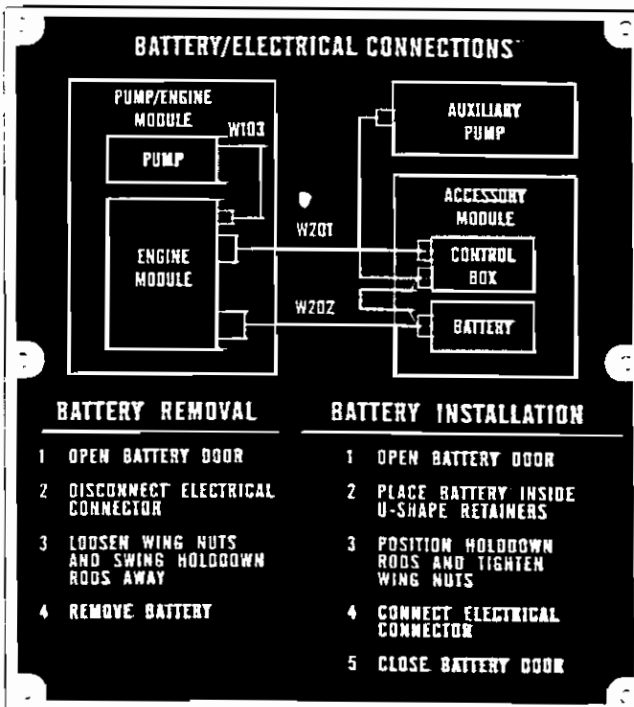 BATTERY/ELECTRICAL CONNECTIONS
PUMP/ENGINE
MODULE
W103
PUMP
ENGINE
MODULE
W201
W202
AUXILIARY
PUMP
ACCESSORY
MODULE
CONTROL
BOX
BATTERY
BATTERY REMOVAL
1 OPEN BATTERY DOOR
2 DISCONNECT ELECTRICAL
CONNECTOR
3 LOOSEN WING NUTS
AND SWING HOLDDOWN
RODS AWAY
4 REMOVE BATTERY
BATTERY INSTALLATION
1 OPEN BATTERY DOOR
2 PLACE BATTERY INSIDE
U-SHAPE RETAINERS
3 POSITION HOLDDOWN
RODS AND TIGHTEN
WING NUTS
4 CONNECT ELECTRICAL
CONNECTOR
5 CLOSE BATTERY DOOR